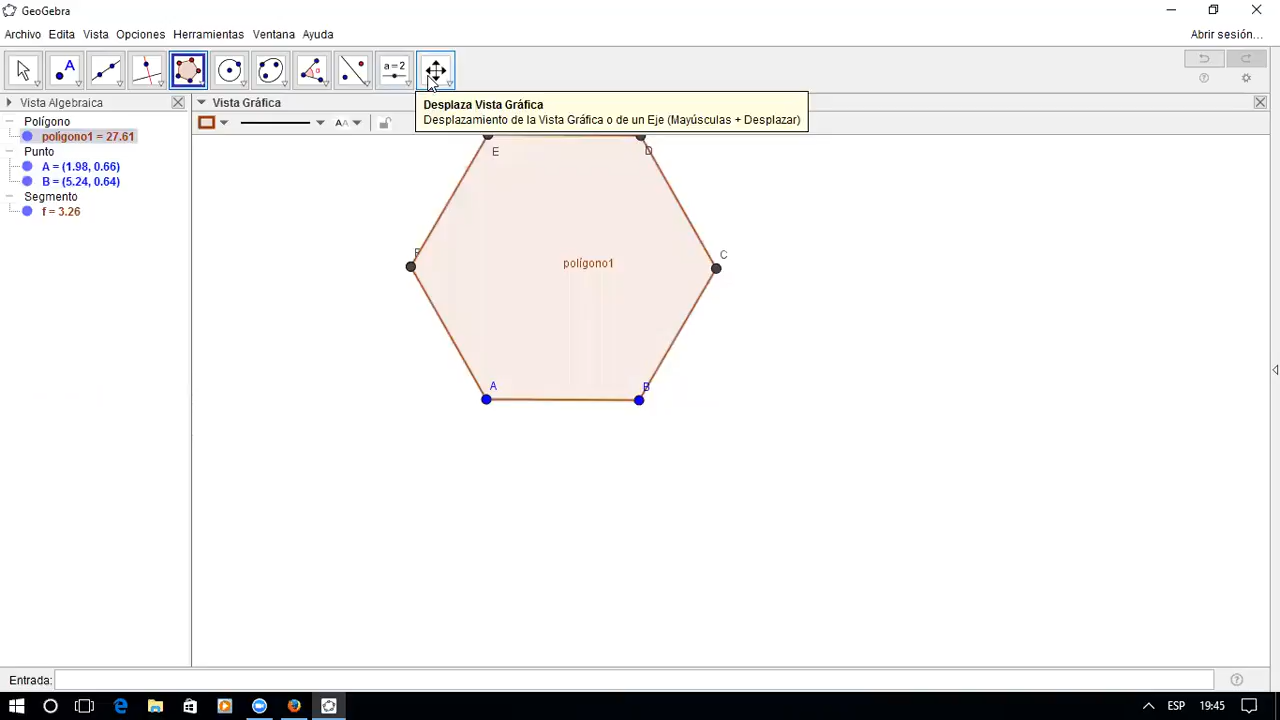 GeoGebra
Archivo Edita Vista Opciones Herramientas Ventana Ayuda
Abrir sesión...
A
α
a=2
Desplaza Vista Gráfica
Desplazamiento de la Vista Gráfica o de un Eje (Mayúsculas + Desplazar)
Vista Algebraica
Vista Gráfica
AA
Polígono
polígono1 = 27.61
Punto
A = (1.98, 0.66)
B = (5.24, 0.64)
Segmento
f = 3.26
E
D
F
C
polígono1
A
B
Entrada:
ESP
19:45